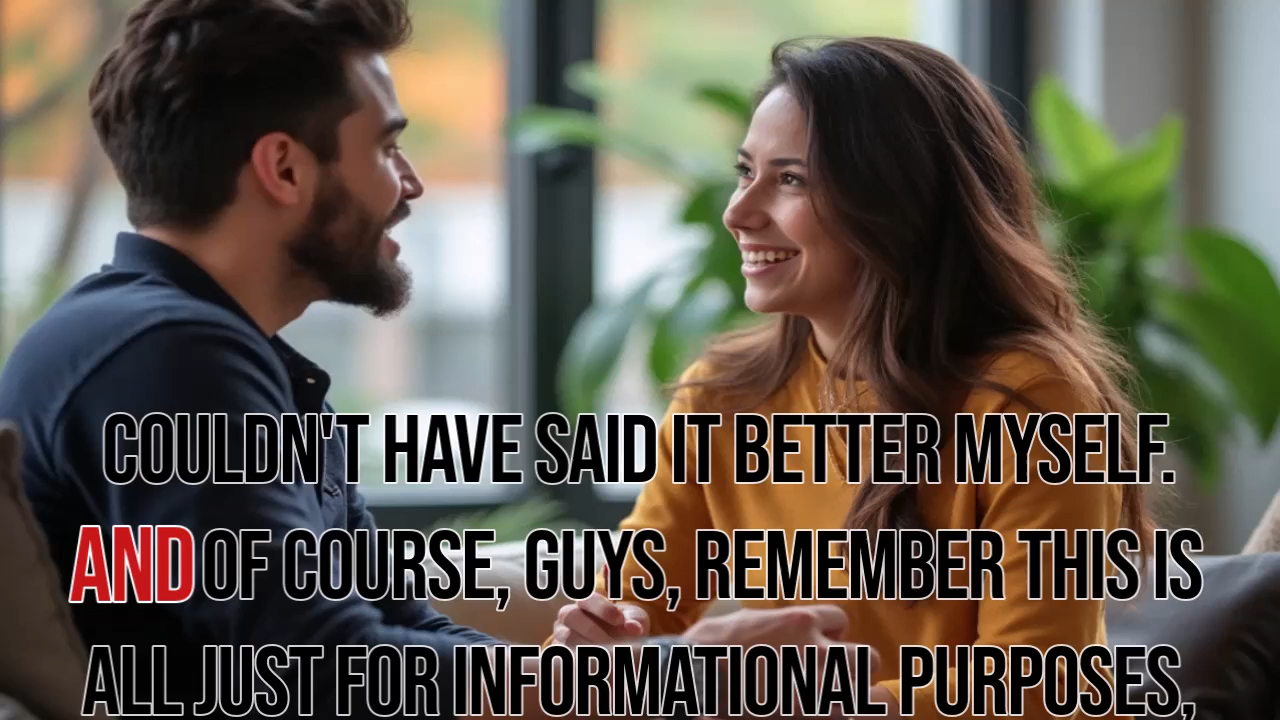 COULDN'T HAVE SAID IT BETTER MYSELF.
AND OF COURSE, GUYS, REMEMBER THIS IS
ALL JUST FOR INFORMATIONAL PURPOSES,